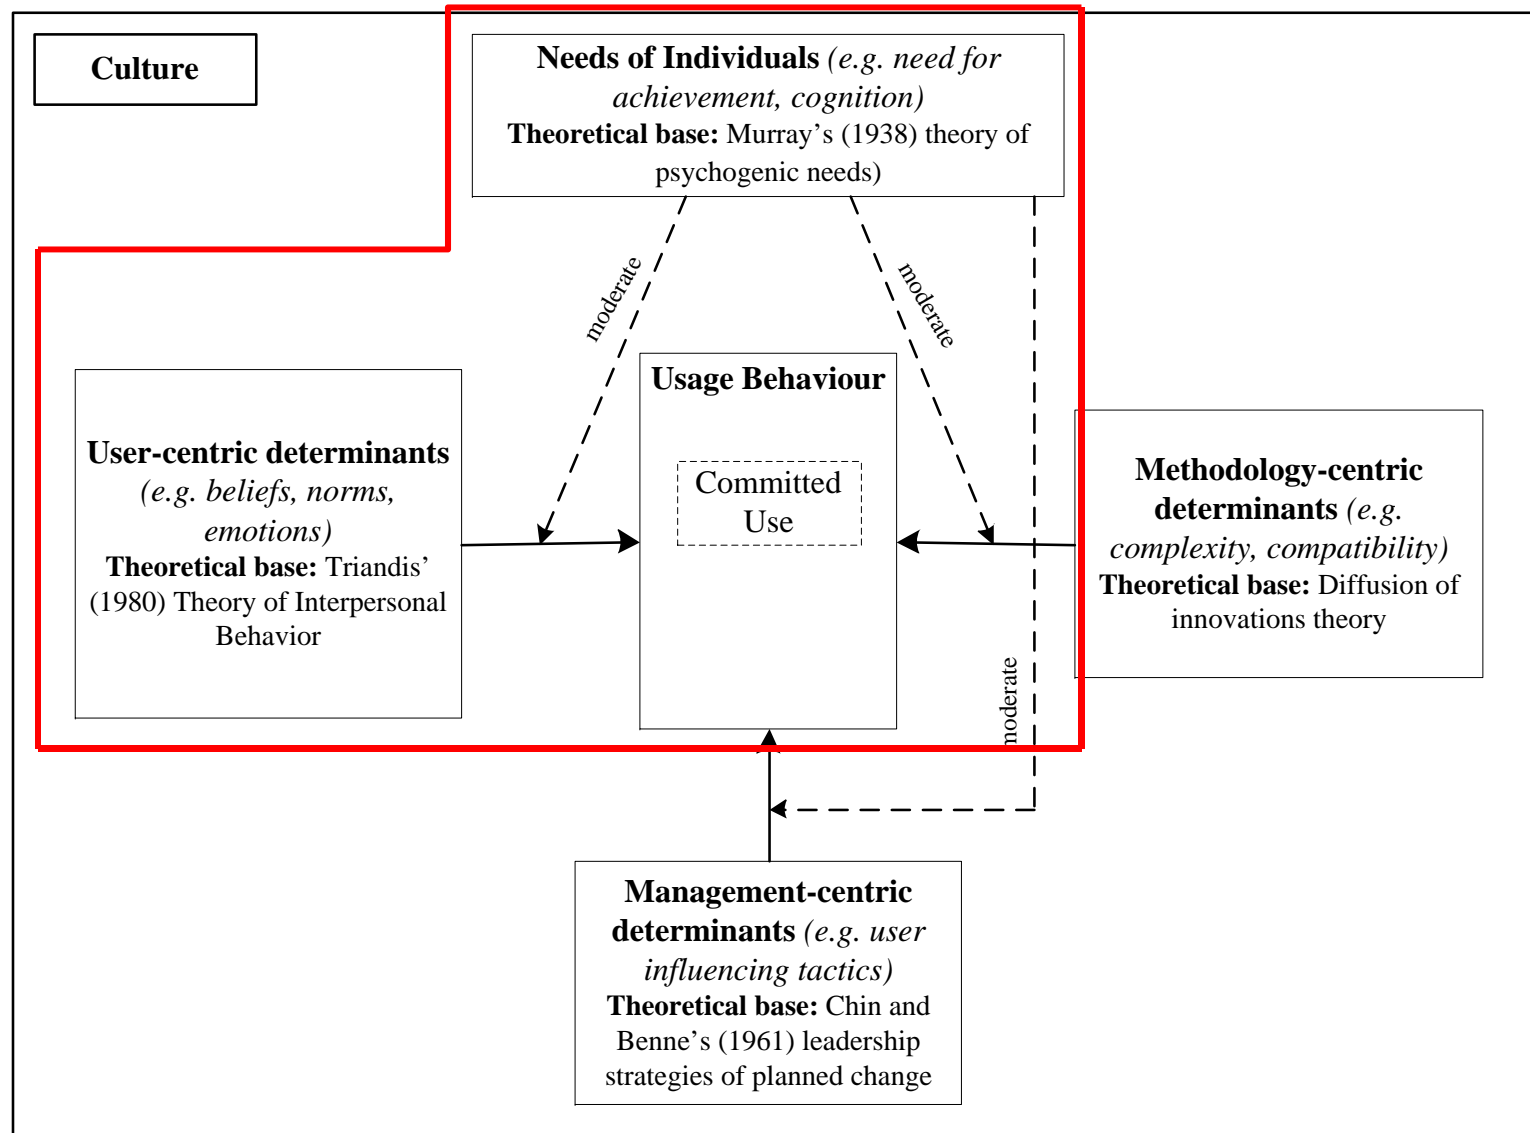 Culture
Needs of Individuals (e.g. need for
achievement, cognition)
Theoretical base: Murray’s (1938) theory of
psychogenic needs)
moderate
moderate
Usage Behaviour
Committed
Use
User-centric determinants
(e.g. beliefs, norms,
emotions)
Theoretical base: Triandis’
(1980) Theory of Interpersonal
Behavior
Methodology-centric
determinants (e.g.
complexity, compatibility)
Theoretical base: Diffusion of
innovations theory
moderate
Management-centric
determinants (e.g. user
influencing tactics)
Theoretical base: Chin and
Benne’s (1961) leadership
strategies of planned change